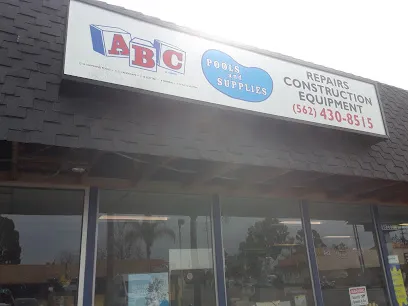 ABC
POOLS
and
SUPPLIES
REPAIRS
CONSTRUCTION
EQUIPMENT
(562) 430-8515